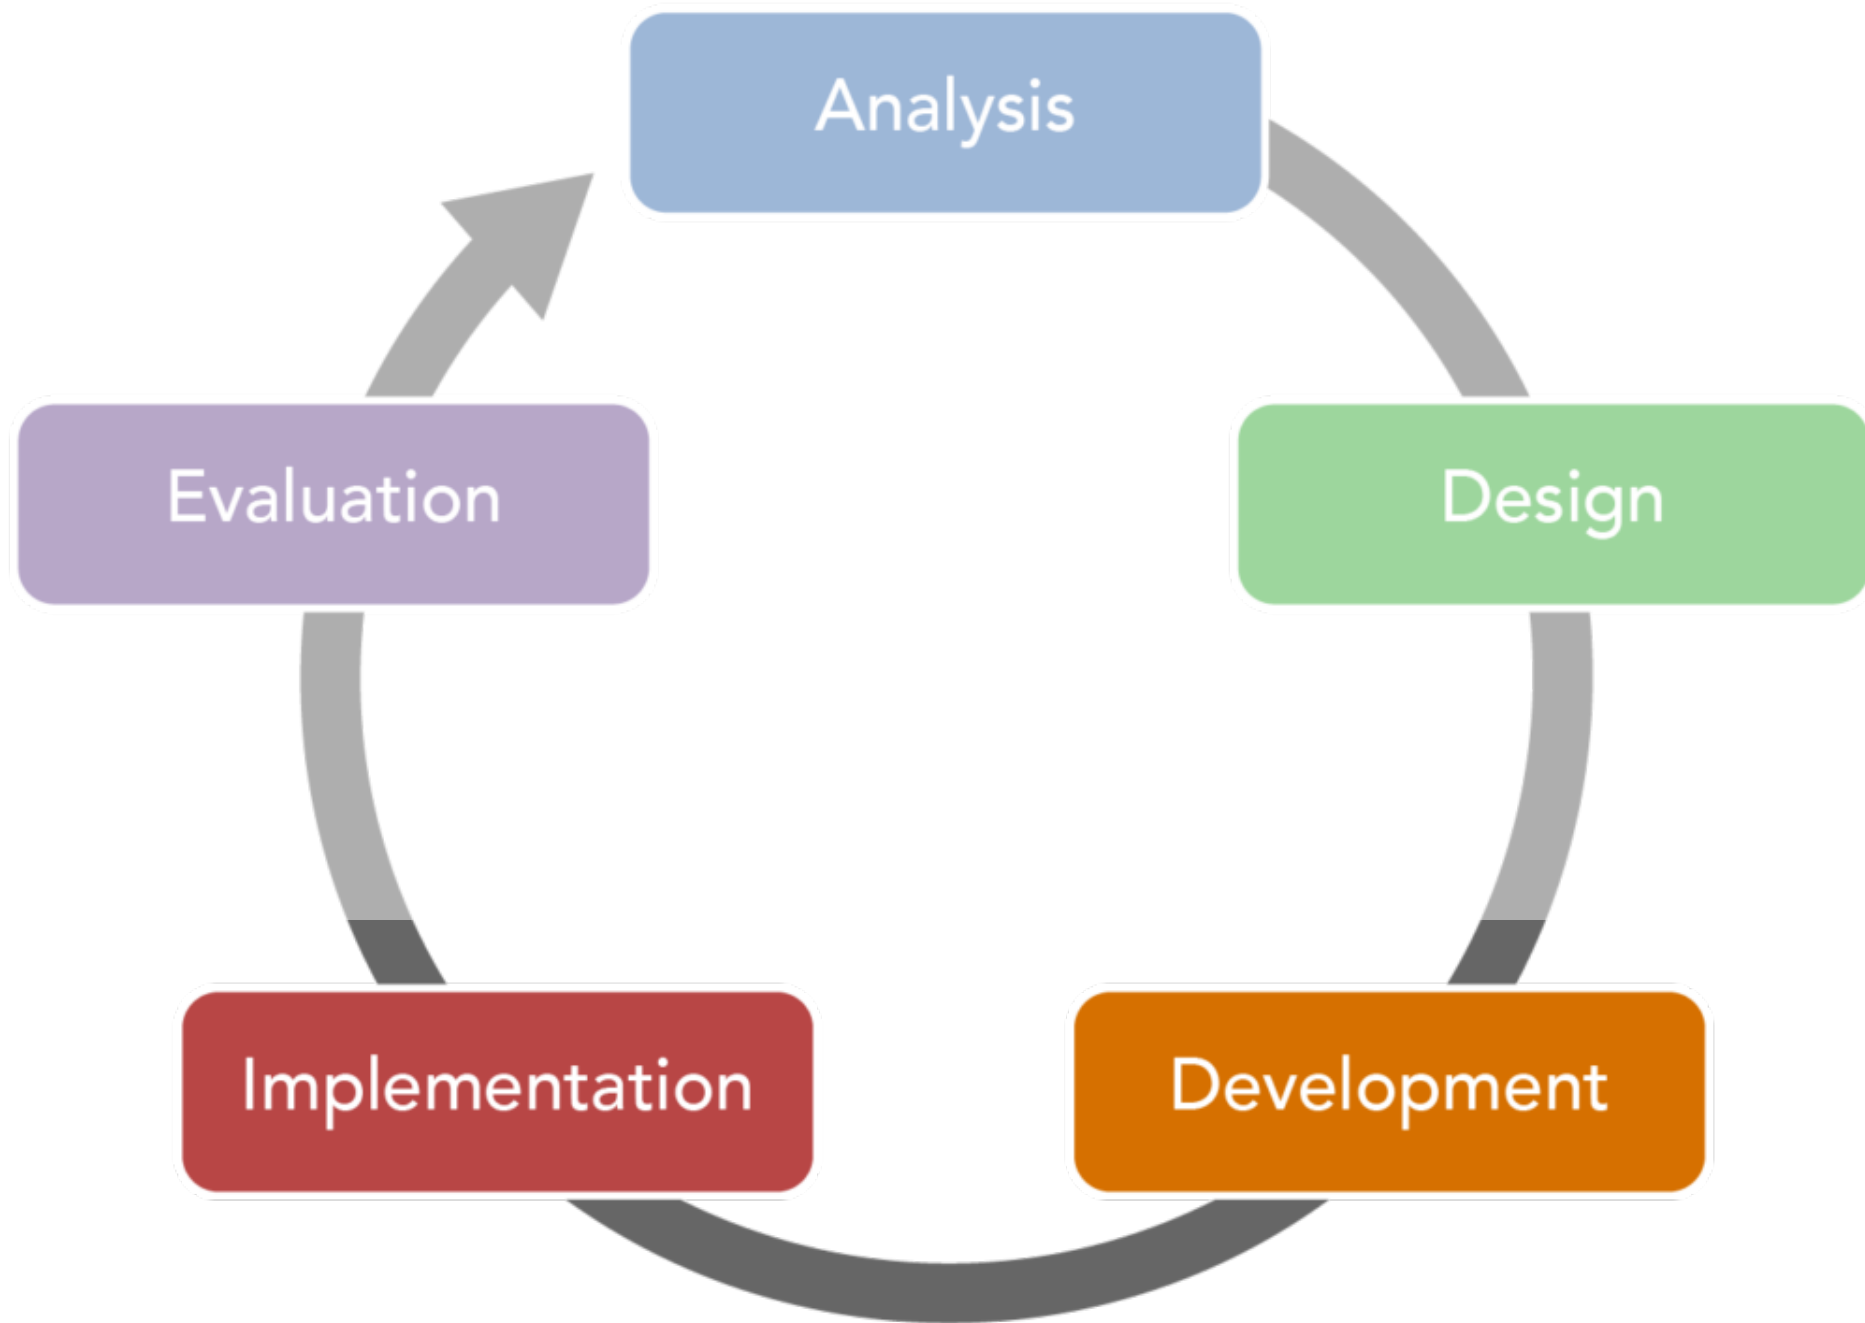 Analysis
Design
Development
Implementation
Evaluation